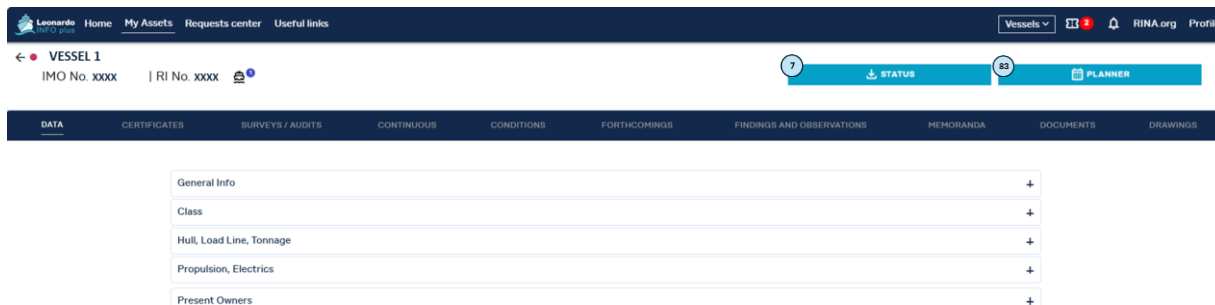 Leonardo Home My Assets Requests center Useful links Vessels 2 RINA.org Profil
INFO plus
VESSEL 1
IMO No. xxxx | RI No. xxxx 1
7 STATUS 83 PLANNER
DATA CERTIFICATES SURVEYS / AUDITS CONTINUOUS CONDITIONS FORTHCOMINGS FINDINGS AND OBSERVATIONS MEMORANDA DOCUMENTS DRAWINGS
General Info +
Class +
Hull, Load Line, Tonnage +
Propulsion, Electrics +
Present Owners +